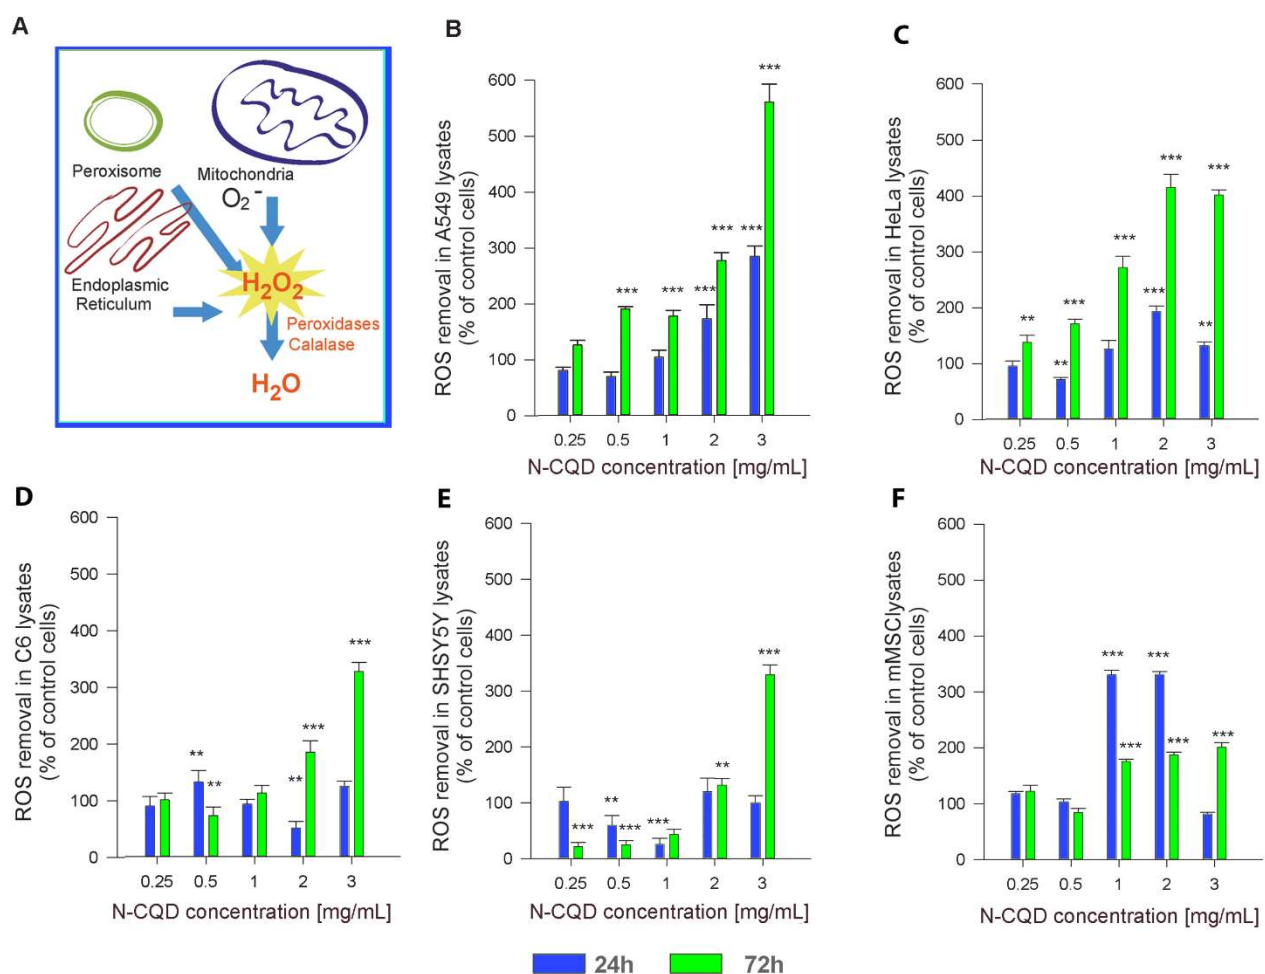 A
Peroxisome
Mitochondria
O2-
Endoplasmic
Reticulum
H2O2
Peroxidases
Calalase
H2O
B
ROS removal in A549 lysates
(% of control cells)
600
500
400
300
200
100
0
***
***
***
***
***
***
0.25 0.5 1 2 3
N-CQD concentration [mg/mL]
C
ROS removal in HeLa lysates
(% of control cells)
600
500
400
300
200
100
0
**
**
***
***
***
***
**
***
0.25 0.5 1 2 3
N-CQD concentration [mg/mL]
D
ROS removal in C6 lysates
(% of control cells)
600
500
400
300
200
100
0
**
**
**
***
***
0.25 0.5 1 2 3
N-CQD concentration [mg/mL]
E
ROS removal in SHSY5Y lysates
(% of control cells)
600
500
400
300
200
100
0
***
**
***
***
**
***
0.25 0.5 1 2 3
N-CQD concentration [mg/mL]
F
ROS removal in mMSClysates
(% of control cells)
600
500
400
300
200
100
0
***
***
***
***
***
0.25 0.5 1 2 3
N-CQD concentration [mg/mL]
24h 72h